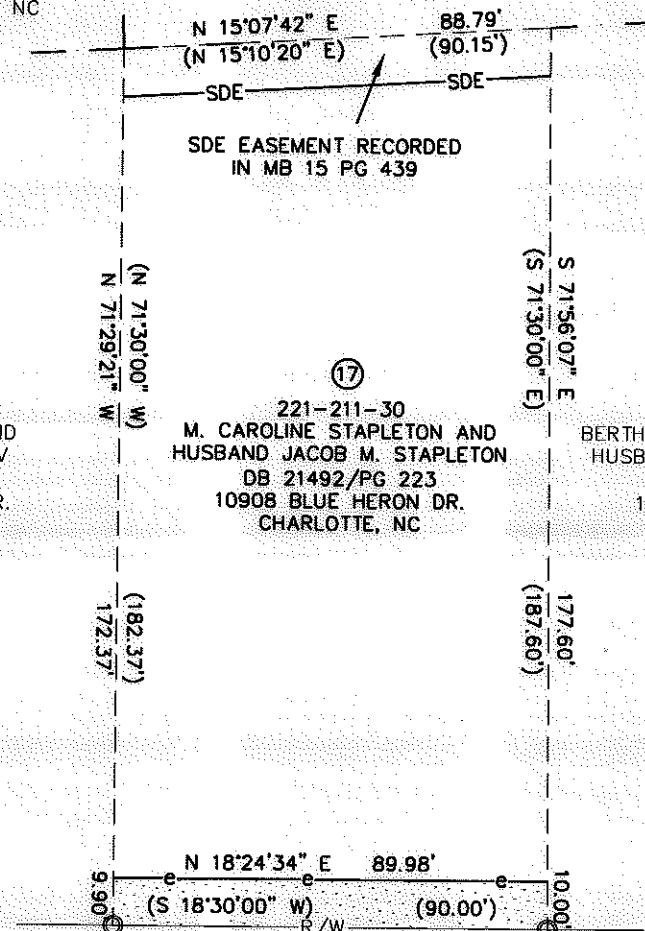 NC
N 15°07'42" E 88.79'
(N 15°10'20" E) (90.15')
SDE SDE
SDE EASEMENT RECORDED
IN MB 15 PG 439
(N 71°30'00" W)
N 71°29'21" W
S 71°56'07" E
(S 71°30'00" E)
17
221-211-30
M. CAROLINE STAPLETON AND
HUSBAND JACOB M. STAPLETON
DB 21492/PG 223
10908 BLUE HERON DR.
CHARLOTTE, NC
ND
V
R.
BERTH
HUSB
1
(182.37')
172.37'
177.60'
(187.60')
N 18°24'34" E 89.98'
e e e
9.90'
(S 18°30'00" W) (90.00')
10.00'
R/W